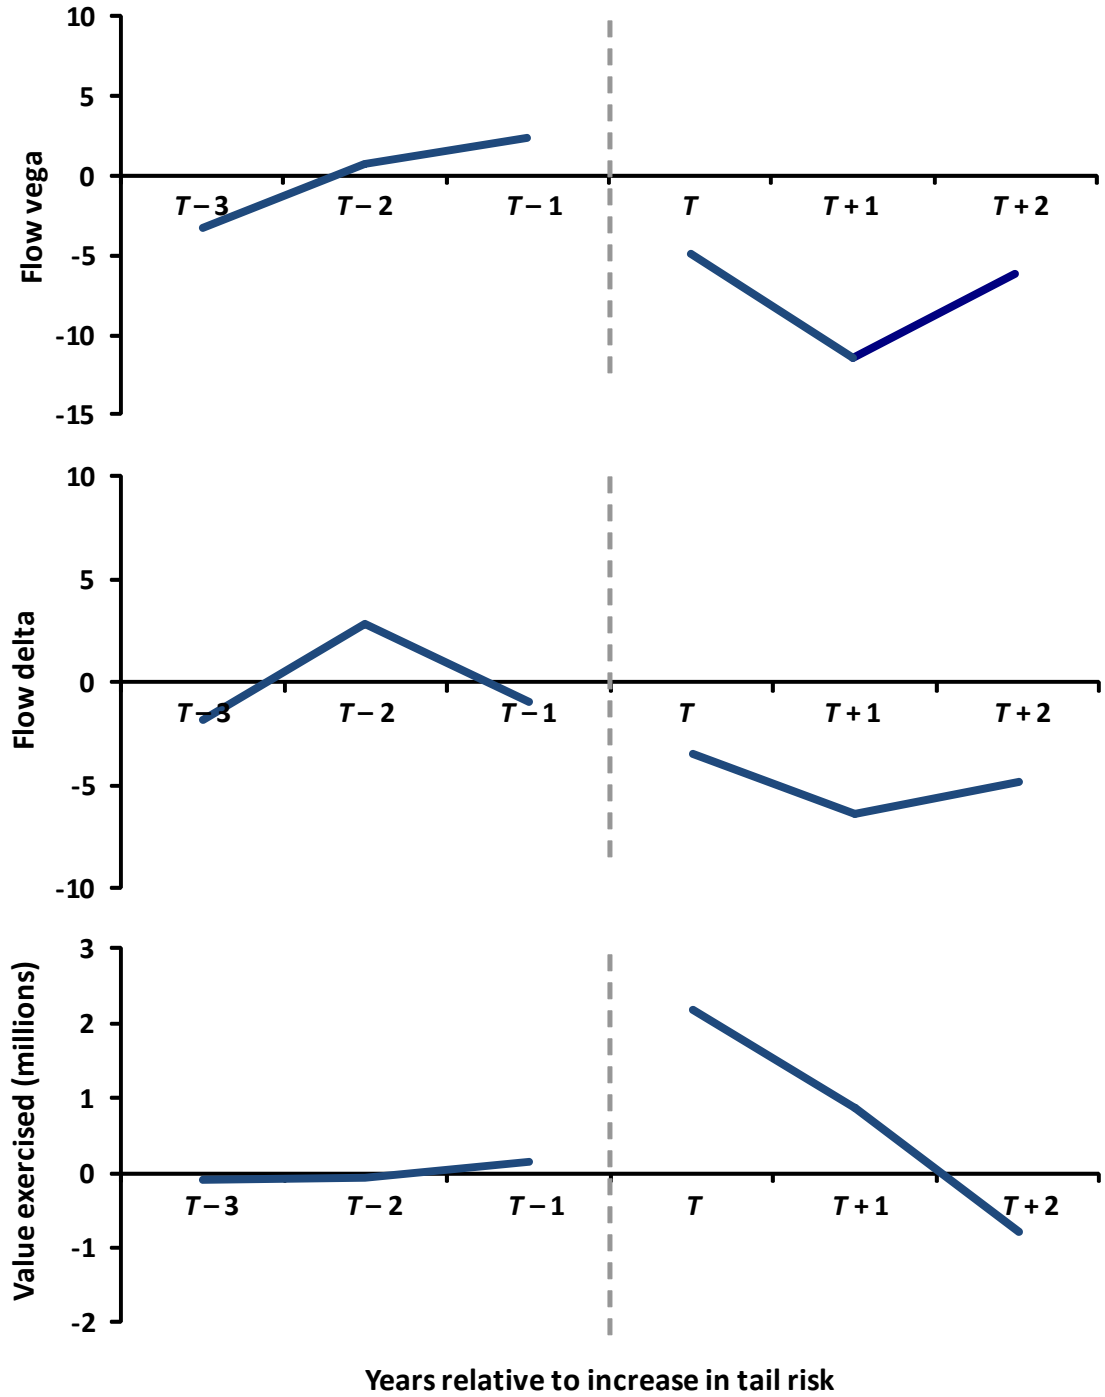 10
5
0
-5
-10
-15
Flow vega
T – 3 T – 2 T – 1 T T + 1 T + 2
10
5
0
-5
-10
Flow delta
T – 3 T – 2 T – 1 T T + 1 T + 2
3
2
1
0
-1
-2
Value exercised (millions)
T – 3 T – 2 T – 1 T T + 1 T + 2
Years relative to increase in tail risk